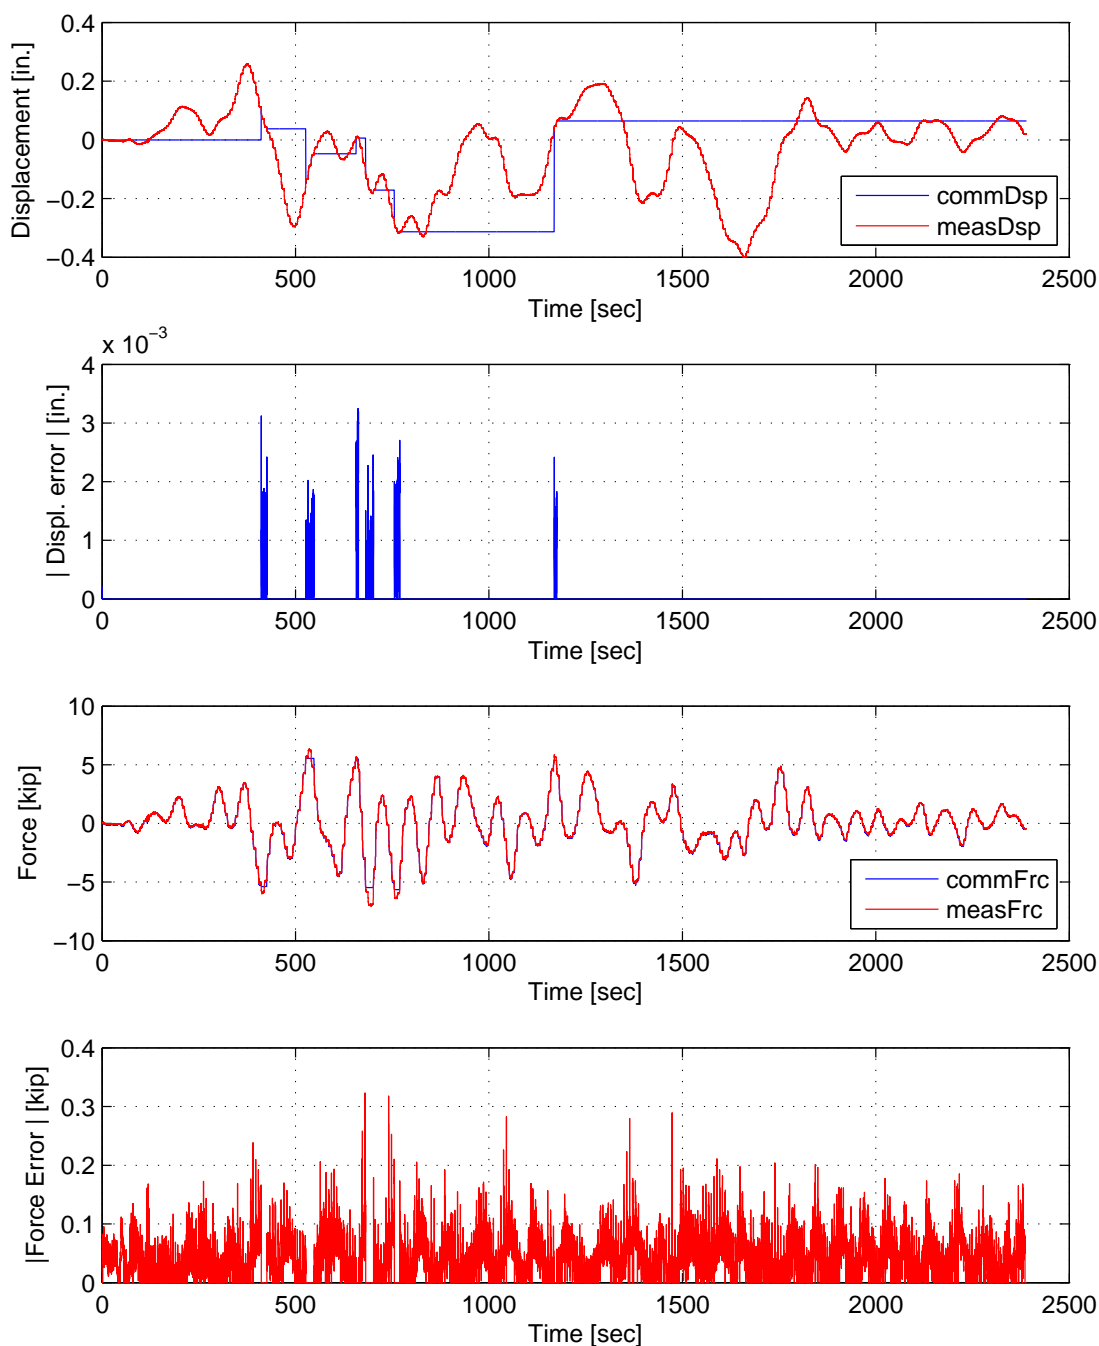 0.4
0.2
0
−0.2
−0.4
Displacement [in.]
0 500 1000 1500 2000 2500
Time [sec]
commDsp
measDsp
x 10−3
4
3
2
1
0
| Displ. error | [in.]
0 500 1000 1500 2000 2500
Time [sec]
10
5
0
−5
−10
Force [kip]
0 500 1000 1500 2000 2500
Time [sec]
commFrc
measFrc
0.4
0.3
0.2
0.1
0
|Force Error | [kip]
0 500 1000 1500 2000 2500
Time [sec]